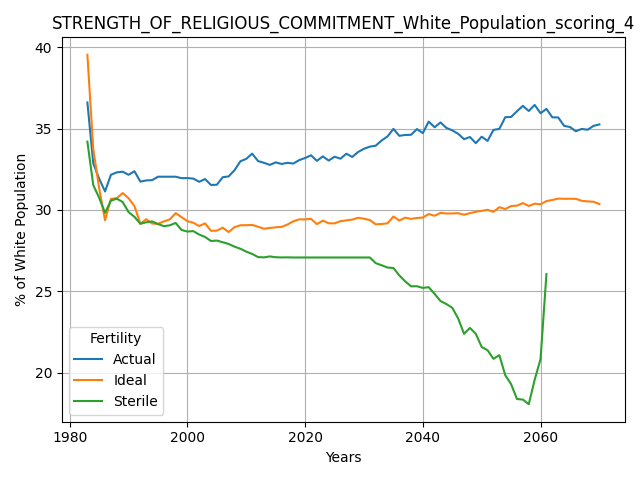 STRENGTH_OF_RELIGIOUS_COMMITMENT_White_Population_scoring_4
% of White Population
40
35
30
25
20
Fertility
Actual
Ideal
Sterile
1980 2000 2020 2040 2060
Years